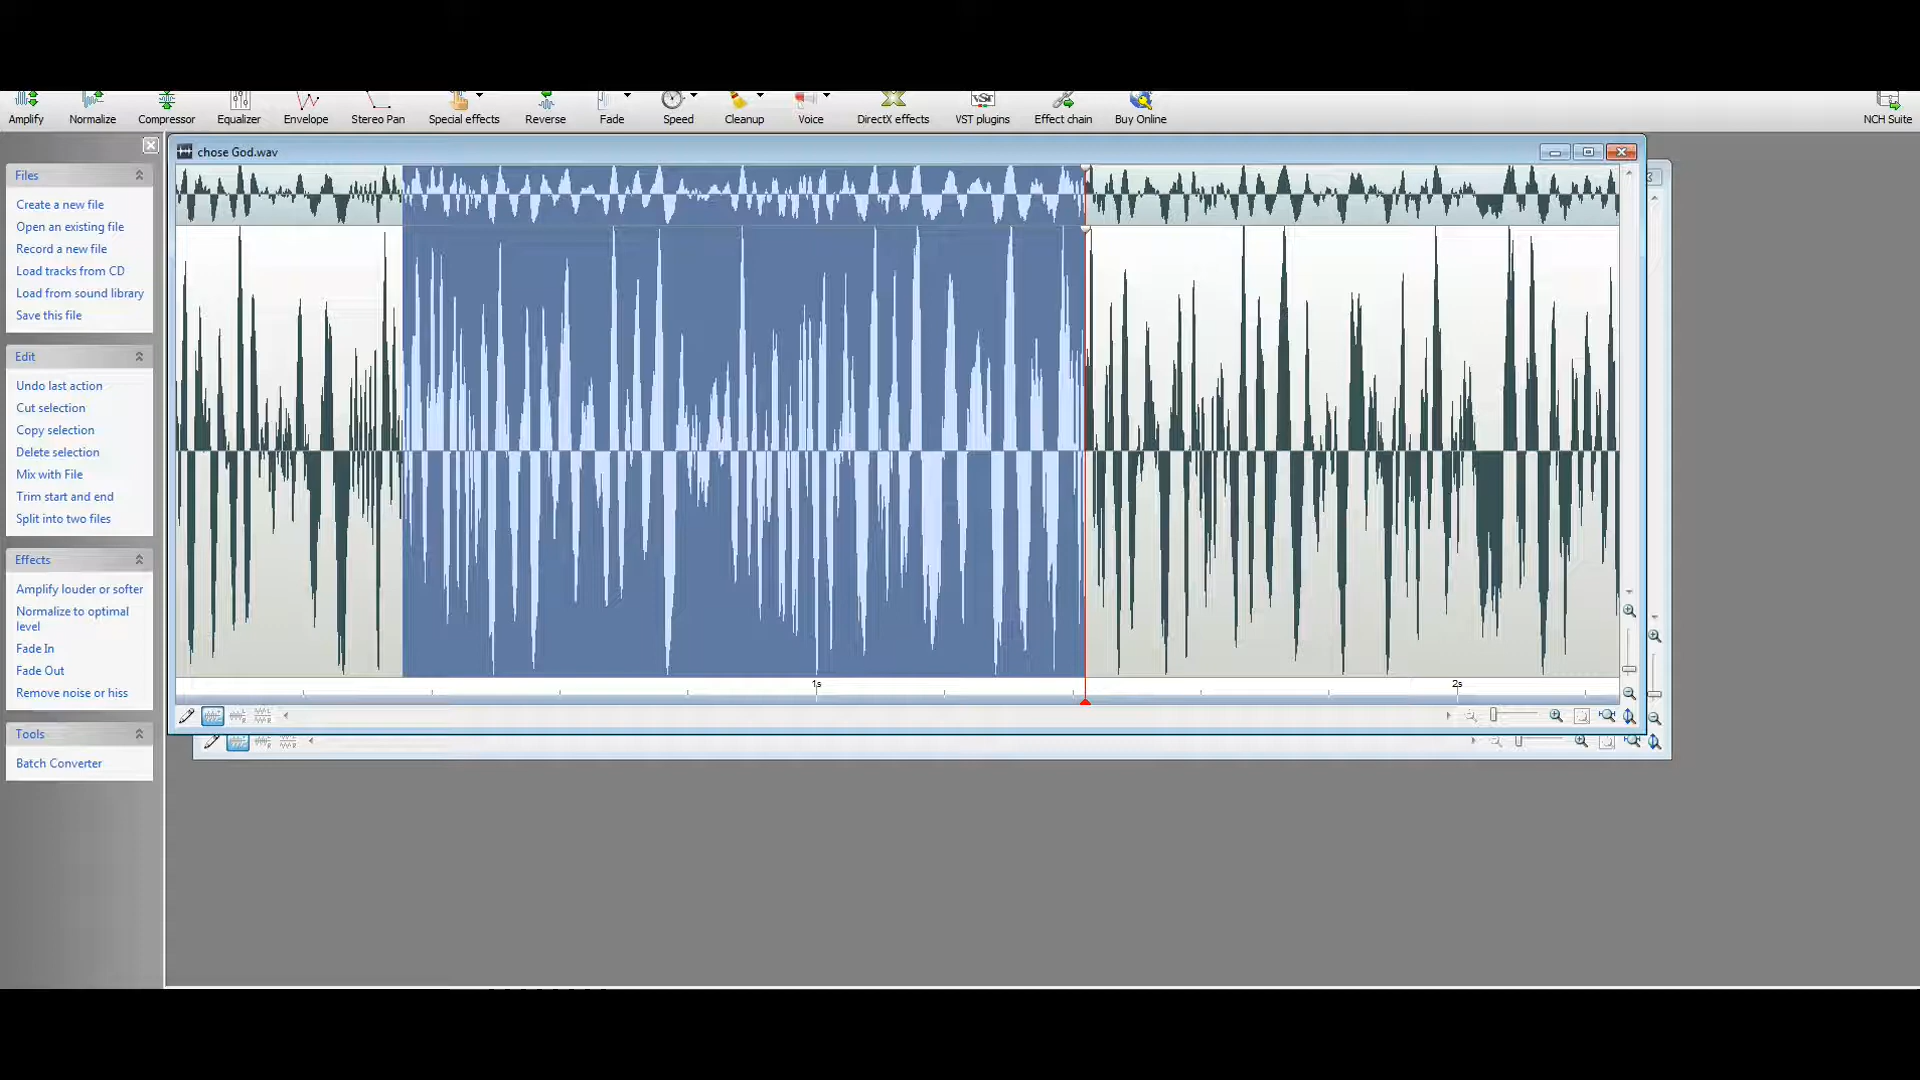 Amplify Normalize Compressor Equalizer Envelope Stereo Pan Special effects Reverse Fade Speed Cleanup Voice DirectX effects VST plugins Effect chain Buy Online NCH Suite
chose God.wav
Files
Create a new file
Open an existing file
Record a new file
Load tracks from CD
Load from sound library
Save this file
Edit
Undo last action
Cut selection
Copy selection
Delete selection
Mix with File
Trim start and end
Split into two files
Effects
Amplify louder or softer
Normalize to optimal
level
Fade In
Fade Out
Remove noise or hiss
Tools
Batch Converter
1s 2s